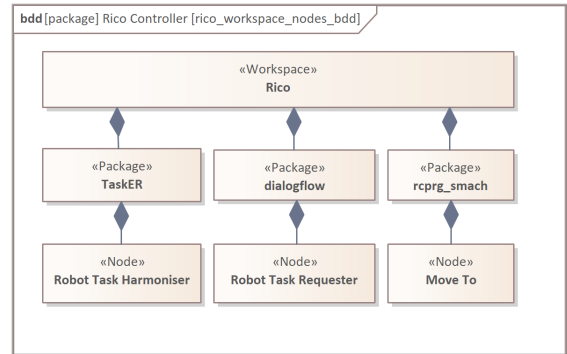 bdd [package] Rico Controller [rico_workspace_nodes_bdd]
«Workspace»
Rico
«Package»
TaskER
«Package»
dialogflow
«Package»
rcprg_smach
«Node»
Robot Task Harmoniser
«Node»
Robot Task Requester
«Node»
Move To